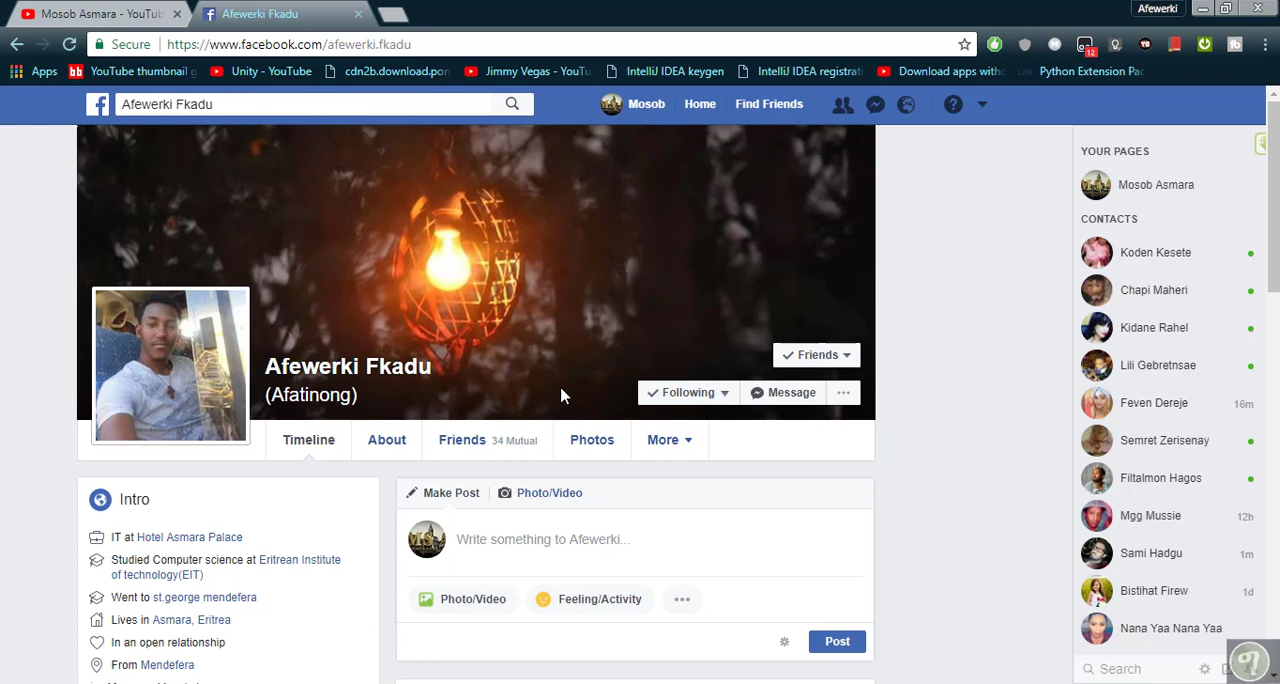 Mosob Asmara - YouTub
Afewerki Fkadu
Afewerki
Secure
https://www.facebook.com/afewerki.fkadu
12
YB
tb
Apps
YouTube thumbnail g
Unity - YouTube
cdn2b.download.porn
Jimmy Vegas - YouTu
IntelliJ IDEA keygen
IntelliJ IDEA registrati
Download apps witho
Python Extension Pac
Afewerki Fkadu
Mosob
Home
Find Friends
YOUR PAGES
Mosob Asmara
CONTACTS
Koden Kesete
Chapi Maheri
Kidane Rahel
Lili Gebretnsae
Feven Dereje 16m
Semret Zerisenay
Filtalmon Hagos
Mgg Mussie 12h
Sami Hadgu 1m
Bistihat Firew 1d
Nana Yaa Nana Yaa
Search
Friends
Afewerki Fkadu
(Afatinong)
Following
Message
Timeline
About
Friends 34 Mutual
Photos
More
Intro
IT at Hotel Asmara Palace
Studied Computer science at Eritrean Institute
of technology(EIT)
Went to st.george mendefera
Lives in Asmara, Eritrea
In an open relationship
From Mendefera
Make Post
Photo/Video
Write something to Afewerki...
Photo/Video
Feeling/Activity
Post